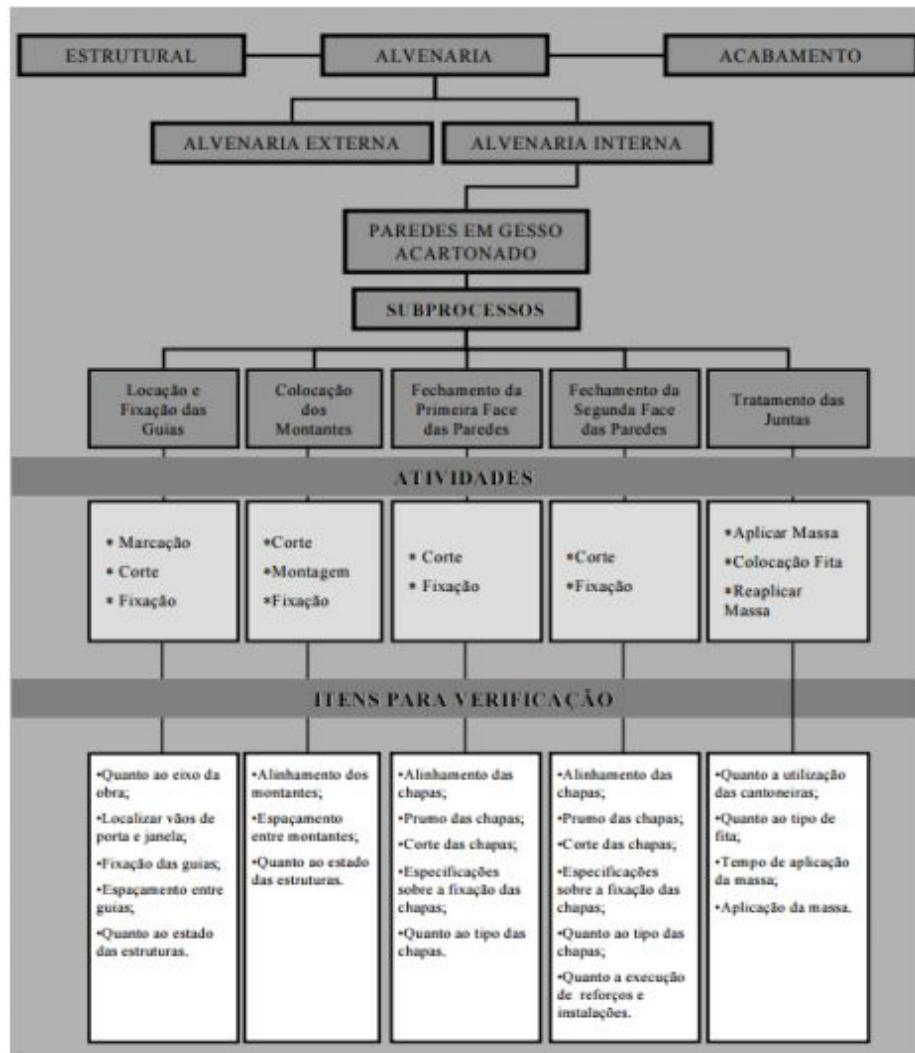 ESTRUTURAL
ALVENARIA
ACABAMENTO
ALVENARIA EXTERNA
ALVENARIA INTERNA
PAREDES EM GESSO
ACARTONADO
SUBPROCESSOS
Locação e
Fixação das
Guias
Colocação
dos
Montantes
Fechamento da
Primeira Face
das Paredes
Fechamento da
Segunda Face
das Paredes
Tratamento das
Juntas
ATIVIDADES
* Marcação
* Corte
* Fixação
*Corte
*Montagem
*Fixação
* Corte
* Fixação
*Corte
*Fixação
*Aplicar Massa
*Colocação Fita
*Reaplicar
Massa
ITENS PARA VERIFICAÇÃO
•Quanto ao eixo da
obra;
•Localizar vãos de
porta e janela;
•Fixação das guias;
•Espaçamento entre
guias;
•Quanto ao estado
das estruturas.
•Alinhamento dos
montantes;
•Espaçamento
entre montantes;
•Quanto ao estado
das estruturas.
•Alinhamento das
chapas;
•Prumo das chapas;
•Corte das chapas;
•Especificações
sobre a fixação das
chapas;
•Quanto ao tipo das
chapas.
•Alinhamento das
chapas;
•Prumo das chapas;
•Corte das chapas;
•Especificações
sobre a fixação das
chapas;
•Quanto ao tipo das
chapas;
•Quanto a execução
de reforços e
instalações.
•Quanto a utilização
das cantoneiras;
•Quanto ao tipo de
fita;
•Tempo de aplicação
da massa;
•Aplicação da massa.